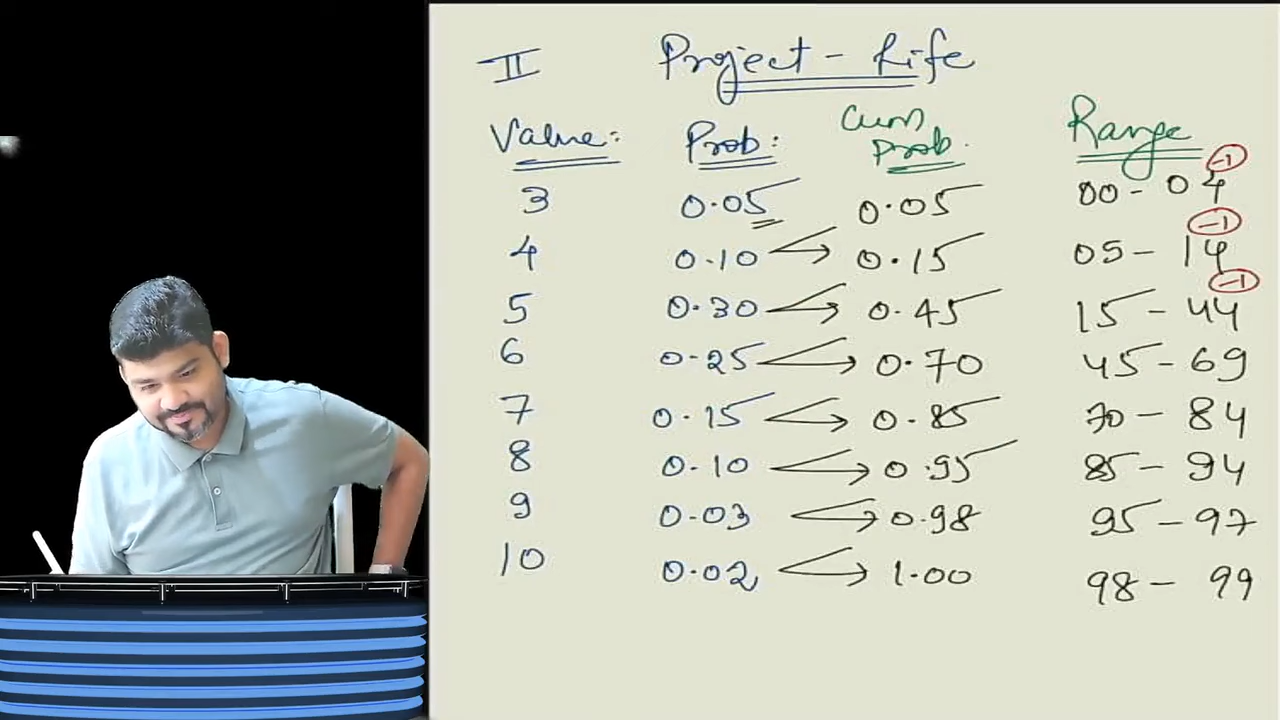 II Project - Life
Value: Prob: Cum Prob. Range
3 0.05 0.05 00 - 04 -1
4 0.10 0.15 05 - 14 -1
5 0.30 0.45 15 - 44 -1
6 0.25 0.70 45 - 69
7 0.15 0.85 70 - 84
8 0.10 0.95 85 - 94
9 0.03 0.98 95 - 97
10 0.02 1.00 98 - 99